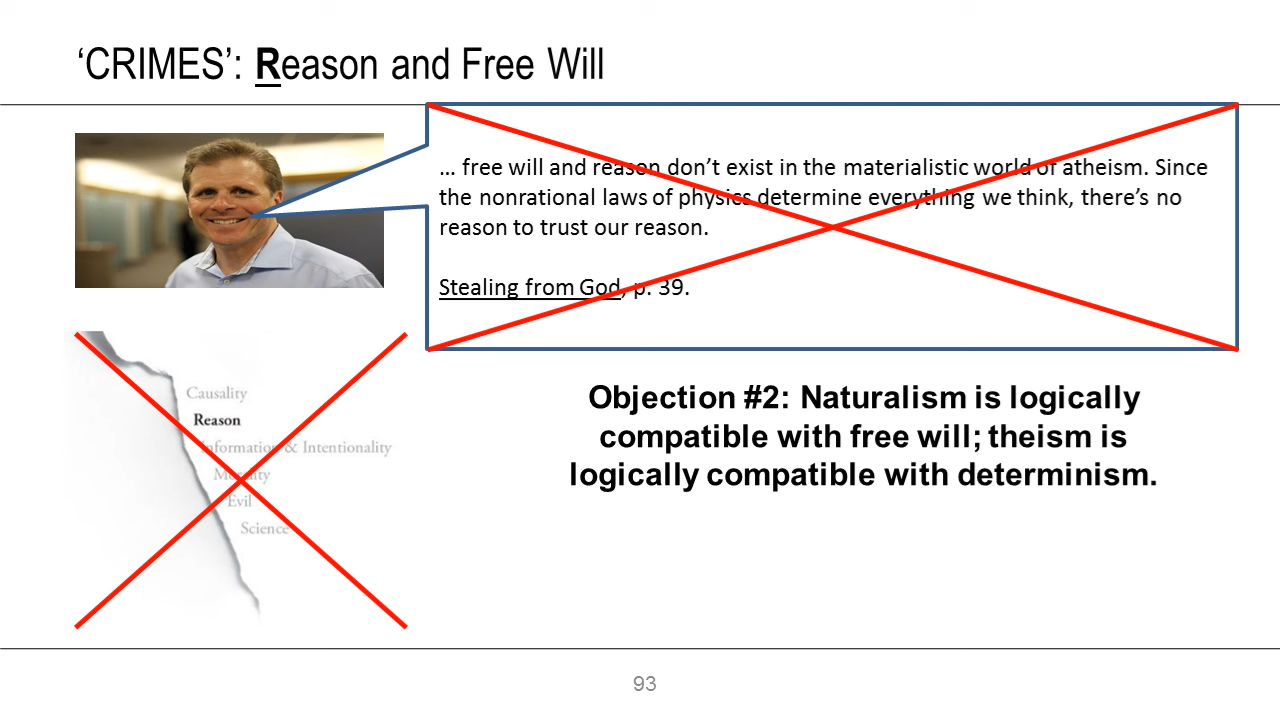 ‘CRIMES’: Reason and Free Will
… free will and reason don’t exist in the materialistic world of atheism. Since
the nonrational laws of physics determine everything we think, there’s no
reason to trust our reason.
Stealing from God, p. 39.
Causality
Reason
Information & Intentionality
Morality
Evil
Science
Objection #2: Naturalism is logically
compatible with free will; theism is
logically compatible with determinism.
93